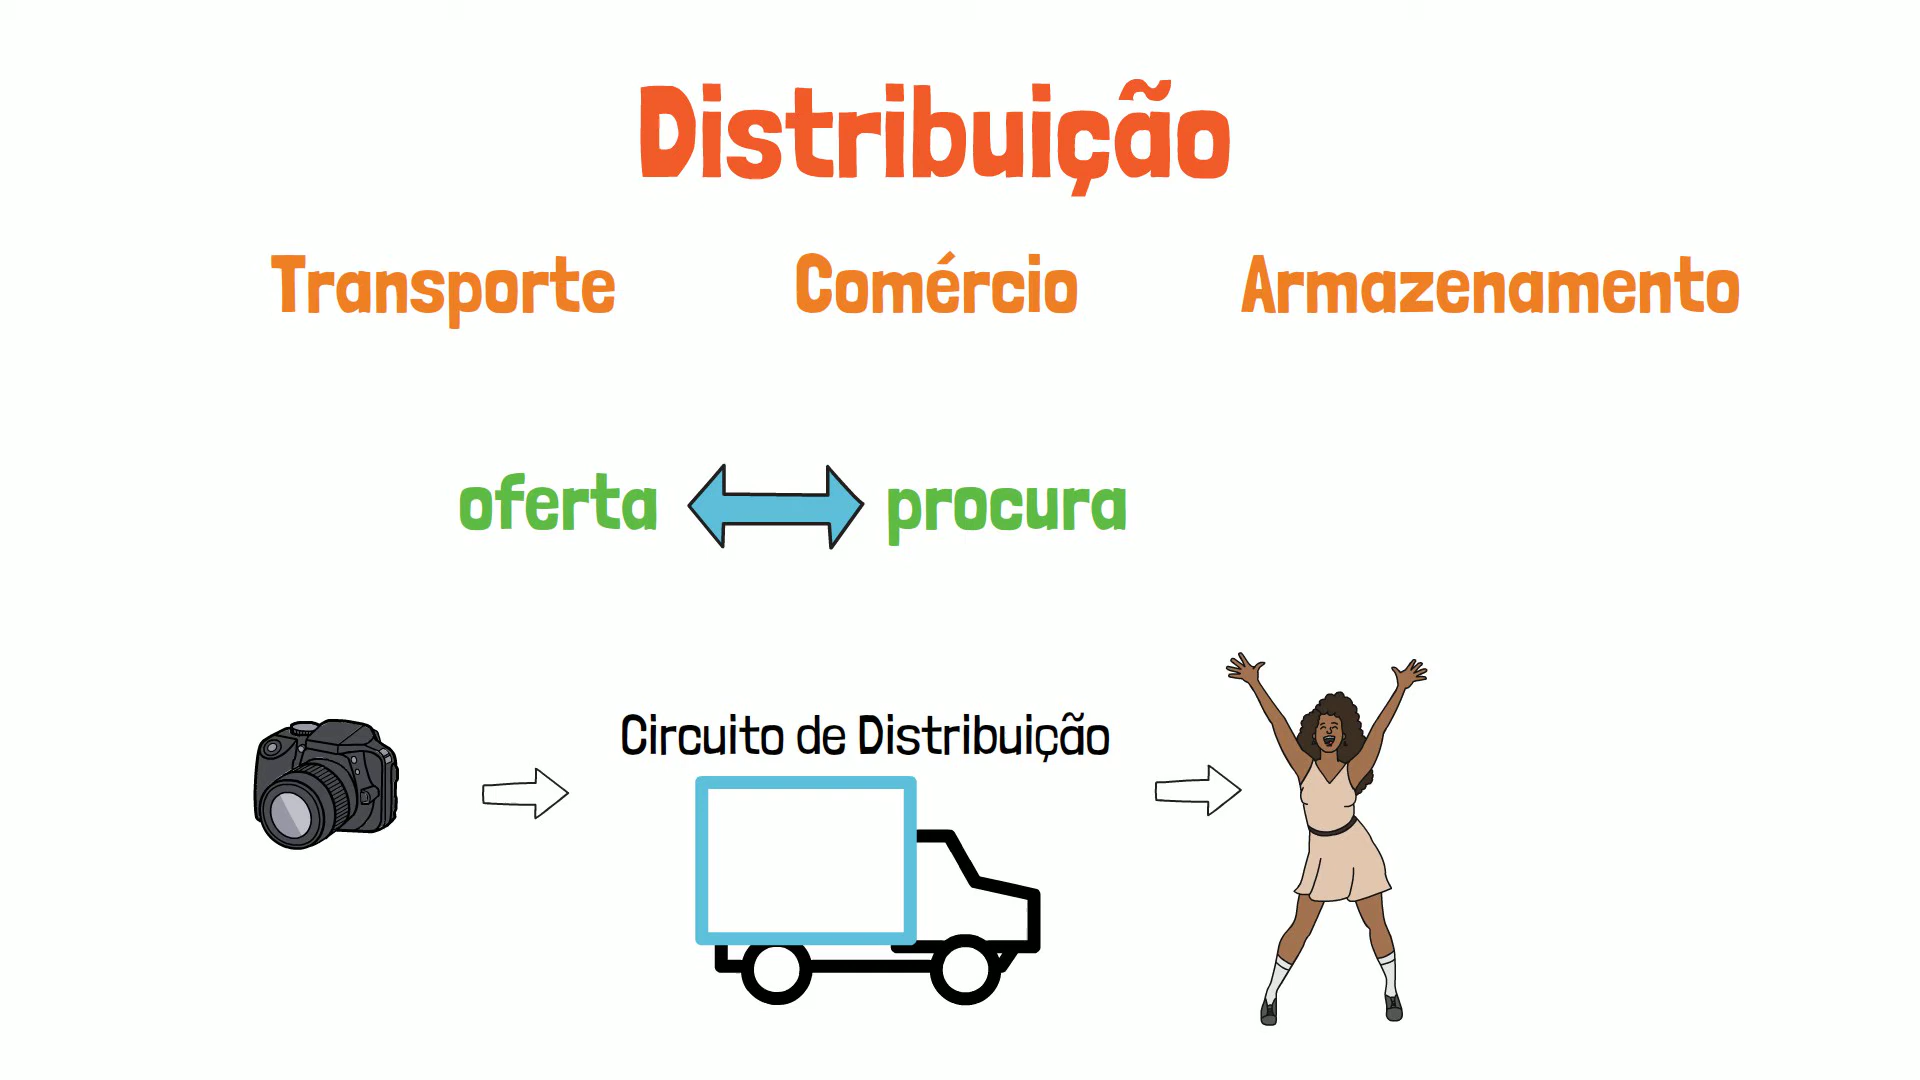 Distribuição
Transporte Comércio Armazenamento
oferta procura
Circuito de Distribuição